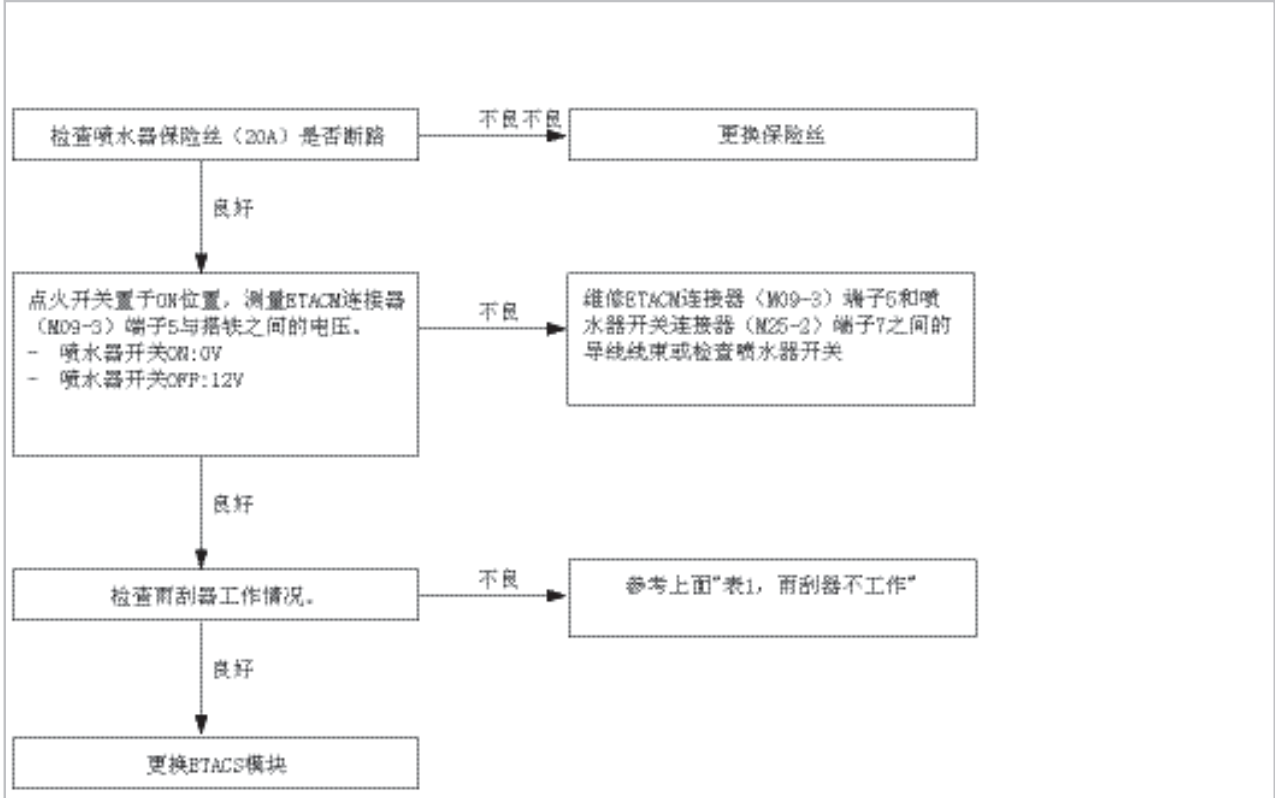 检查喷水器保险丝（20A）是否断路
不良不良
更换保险丝
良好
点火开关置于ON位置，测量ETACM连接器
（M09-3）端子5与搭铁之间的电压。
- 喷水器开关ON:0V
- 喷水器开关OFF:12V
不良
维修ETACM连接器（M09-3）端子5和喷
水器开关连接器（M25-2）端子7之间的
导线线束或检查喷水器开关
良好
检查雨刮器工作情况。
不良
参考上面"表1，雨刮器不工作"
良好
更换ETACS模块